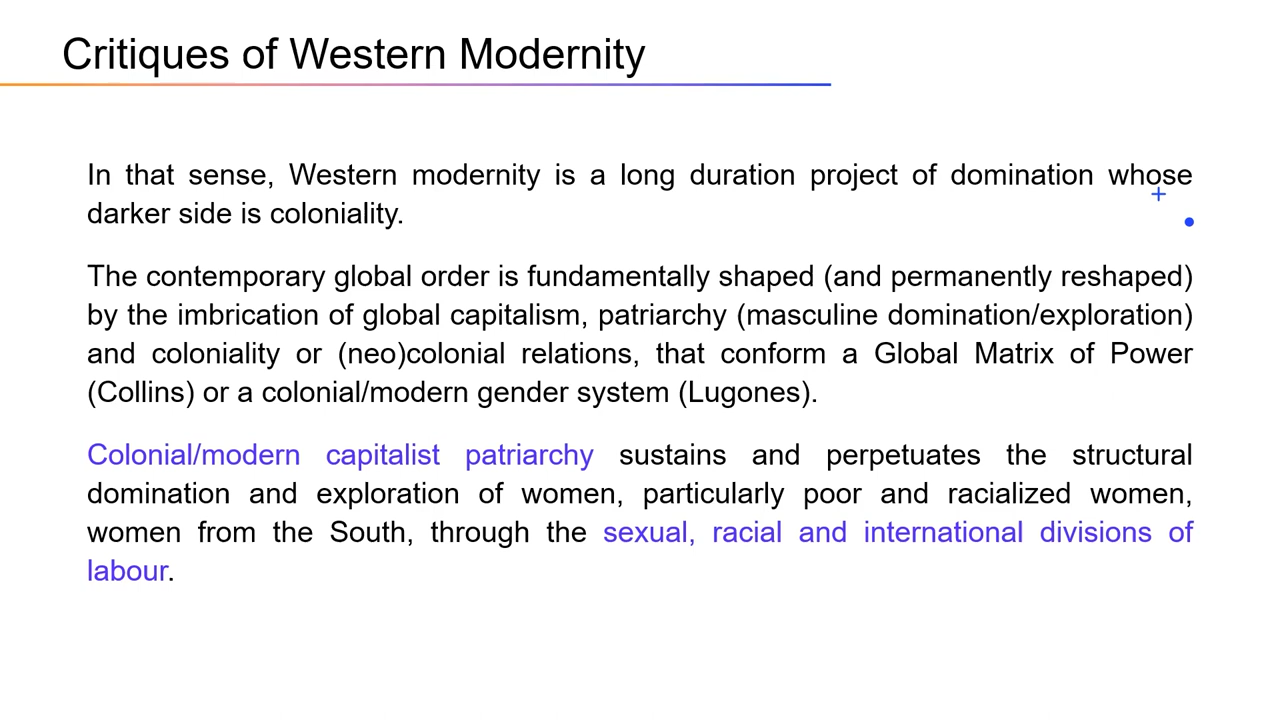 Critiques of Western Modernity
In that sense, Western modernity is a long duration project of domination whose
darker side is coloniality.
The contemporary global order is fundamentally shaped (and permanently reshaped)
by the imbrication of global capitalism, patriarchy (masculine domination/exploration)
and coloniality or (neo)colonial relations, that conform a Global Matrix of Power
(Collins) or a colonial/modern gender system (Lugones).
Colonial/modern capitalist patriarchy sustains and perpetuates the structural
domination and exploration of women, particularly poor and racialized women,
women from the South, through the sexual, racial and international divisions of
labour.